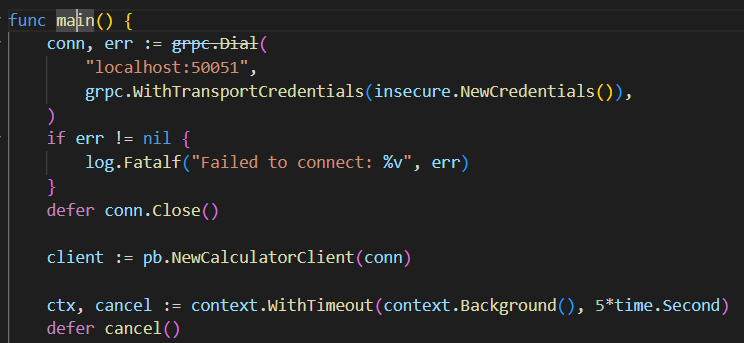 func main() {
    conn, err := grpc.Dial(
        "localhost:50051",
        grpc.WithTransportCredentials(insecure.NewCredentials()),
    )
    if err != nil {
        log.Fatalf("Failed to connect: %v", err)
    }
    defer conn.Close()

    client := pb.NewCalculatorClient(conn)

    ctx, cancel := context.WithTimeout(context.Background(), 5*time.Second)
    defer cancel()